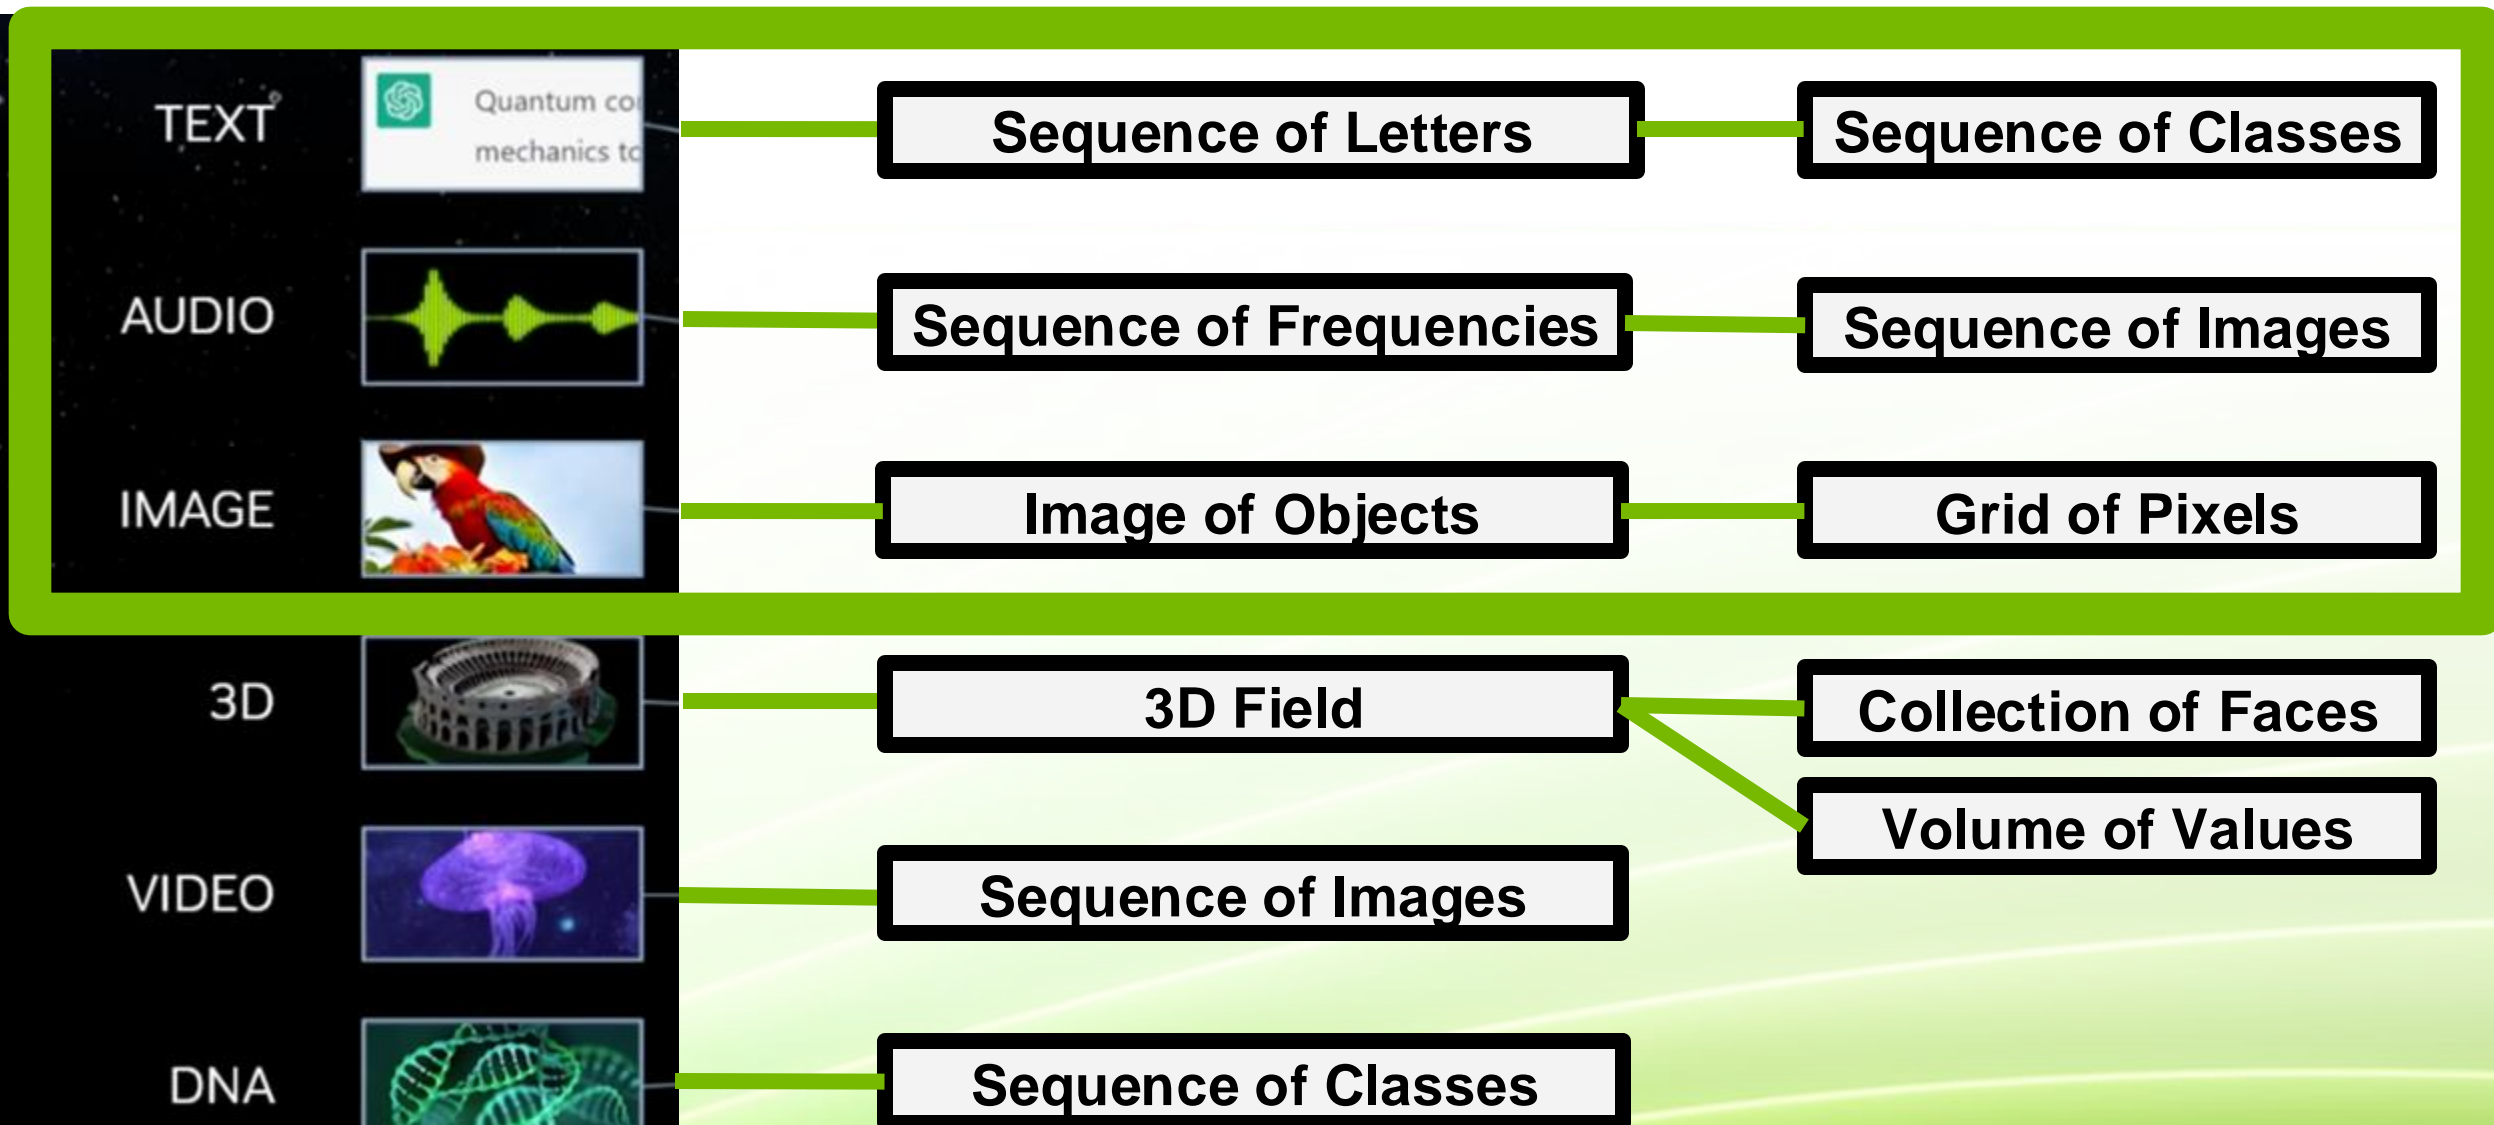 TEXT
Quantum co
mechanics to
Sequence of Letters
Sequence of Classes
AUDIO
Sequence of Frequencies
Sequence of Images
IMAGE
Image of Objects
Grid of Pixels
3D
3D Field
Collection of Faces
Volume of Values
VIDEO
Sequence of Images
DNA
Sequence of Classes